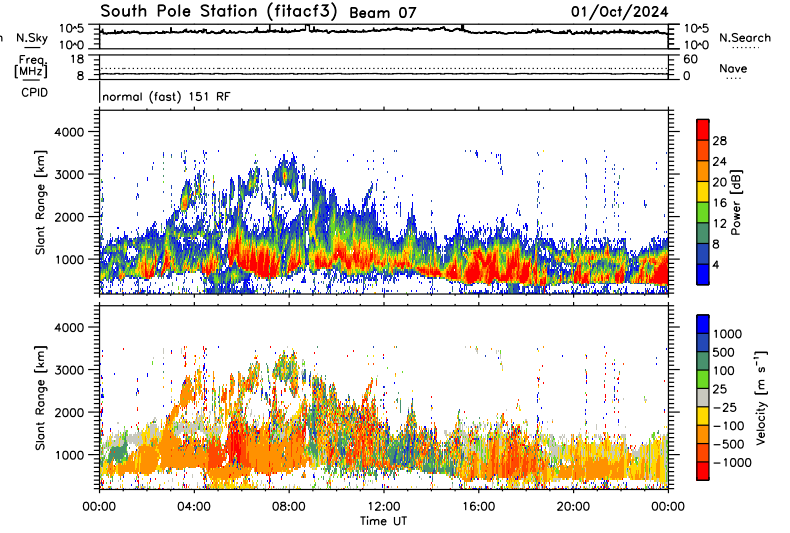 South Pole Station (fitacf3) Beam 07 01/Oct/2024
N.Sky 10^5 10^0 10^5 10^0 N.Search
Freq. [MHz] 18 8 60 0 Nave
CPID normal (fast) 151 RF
Slant Range [km]
4000
3000
2000
1000
28
24
20
16
12
8
4
Power [dB]
Slant Range [km]
4000
3000
2000
1000
1000
500
100
25
-25
-100
-500
-1000
Velocity [m s⁻¹]
00:00 04:00 08:00 12:00 16:00 20:00 00:00
Time UT